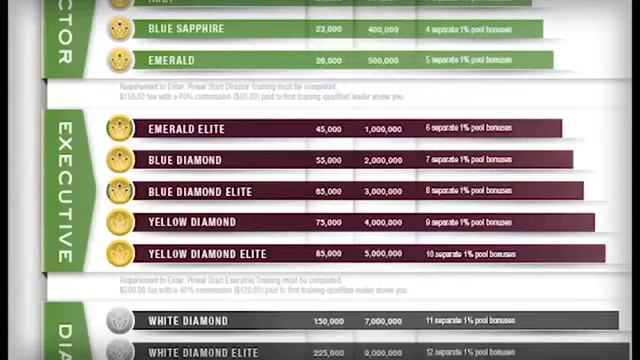 BLUE SAPPHIRE 23,000 400,000 4 separate 1% pool bonuses
EMERALD 26,000 500,000 5 separate 1% pool bonuses
CTOR
Requirement to Enter: Power Start Director Training must be completed.
$150.00 fee with a 40% commission ($60.00) paid to first training-qualified leader above you.
EXECUTIVE
EMERALD ELITE 45,000 1,000,000 6 separate 1% pool bonuses
BLUE DIAMOND 55,000 2,000,000 7 separate 1% pool bonuses
BLUE DIAMOND ELITE 65,000 3,000,000 8 separate 1% pool bonuses
YELLOW DIAMOND 75,000 4,000,000 9 separate 1% pool bonuses
YELLOW DIAMOND ELITE 85,000 5,000,000 10 separate 1% pool bonuses
Requirement to Enter: Power Start Executive Training must be completed.
$300.00 fee with a 40% commission ($120.00) paid to first training-qualified leader above you.
DIA
WHITE DIAMOND 150,000 7,000,000 11 separate 1% pool bonuses
WHITE DIAMOND ELITE 225,000 9,000,000 12 separate 1% pool bonuses